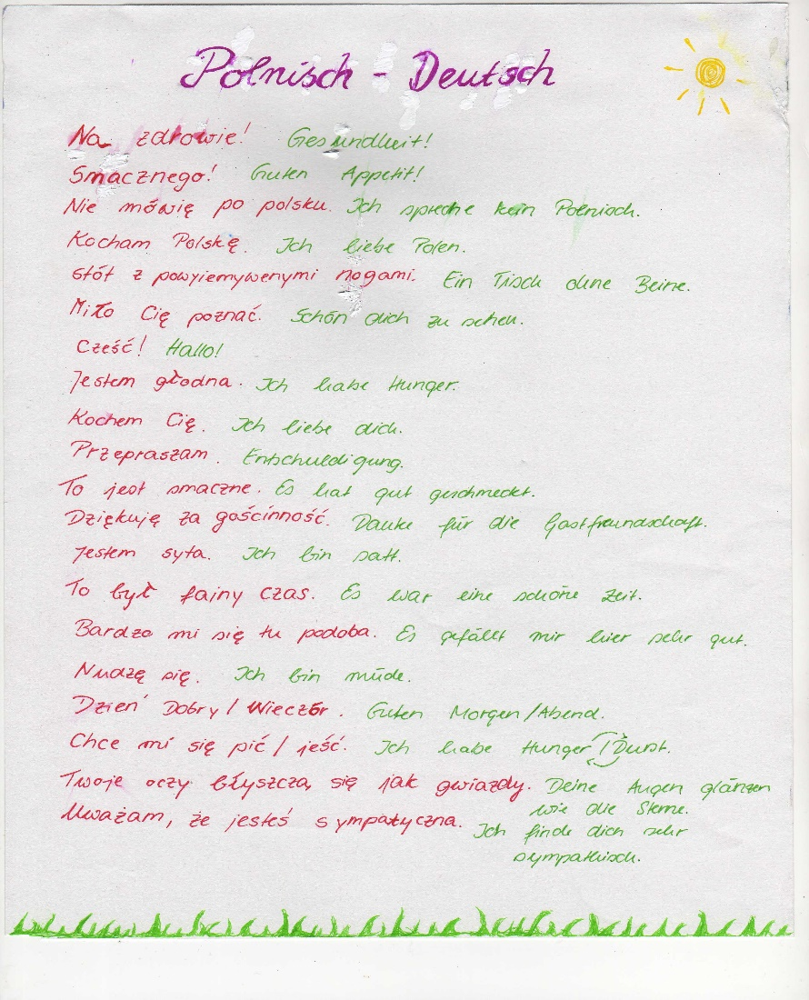 Polnisch - Deutsch
Na zdrowie! Gesundheit!
Smacznego! Guten Appetit!
Nie mówię po polsku. Ich spreche kein Polnisch.
Kocham Polskę. Ich liebe Polen.
stół z powyiemywenymi nogami. Ein Tisch ohne Beine.
Miło Cię poznać. Schön dich zu sehen.
Cześć! Hallo!
Jestem głodna. Ich habe Hunger.
Kochem Cię. Ich liebe dich.
Przepraszam. Entschuldigung.
To jest smaczne. Es hat gut geschmeckt.
Dziękuję za gościnność. Danke für die Gastfreundschaft.
Jestem syta. Ich bin satt.
To był fainy czas. Es war eine schöne Zeit.
Bardzo mi się tu podoba. Es gefällt mir hier sehr gut.
Nudzę się. Ich bin müde.
Dzień Dobry / Wieczór. Guten Morgen / Abend.
Chce mi się pić / jeść. Ich habe Hunger / Durst.
Twoje oczy błyszczą się jak gwiazdy. Deine Augen glänzen
wie die Sterne.
Uważam, że jesteś sympatyczna. Ich finde dich sehr
sympathisch.